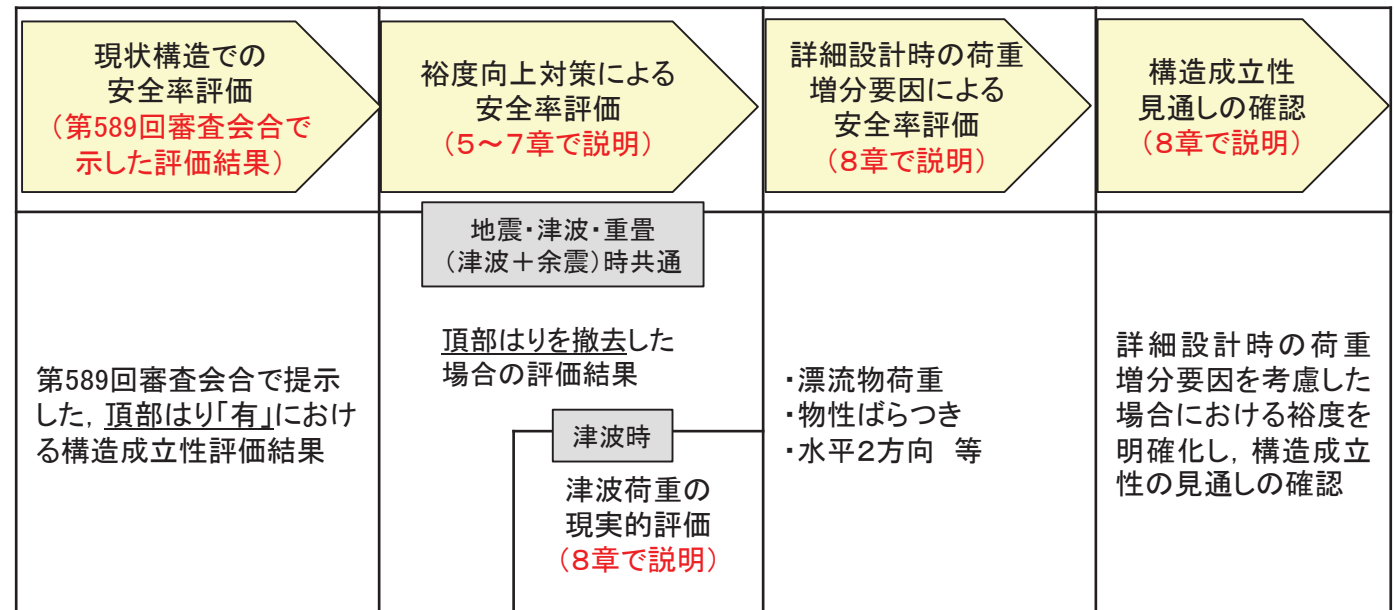 現状構造での
安全率評価
(第589回審査会合で
示した評価結果)
裕度向上対策による
安全率評価
(5～7章で説明)
詳細設計時の荷重
増分要因による
安全率評価
(8章で説明)
構造成立性
見通しの確認
(8章で説明)
第589回審査会合で提示
した, 頂部はり「有」におけ
る構造成立性評価結果
地震・津波・重畳
(津波＋余震)時共通
頂部はりを撤去した
場合の評価結果
津波時
津波荷重の
現実的評価
(8章で説明)
・漂流物荷重
・物性ばらつき
・水平2方向 等
詳細設計時の荷重
増分要因を考慮した
場合における裕度を
明確化し, 構造成立
性の見通しの確認